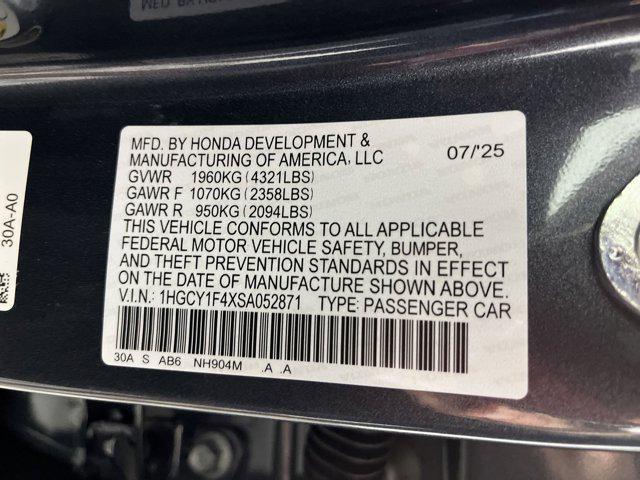 MFD. BY HONDA DEVELOPMENT &
MANUFACTURING OF AMERICA, LLC 07/'25
GVWR 1960KG (4321LBS)
GAWR F 1070KG (2358LBS)
GAWR R 950KG (2094LBS)
THIS VEHICLE CONFORMS TO ALL APPLICABLE
FEDERAL MOTOR VEHICLE SAFETY, BUMPER,
AND THEFT PREVENTION STANDARDS IN EFFECT
ON THE DATE OF MANUFACTURE SHOWN ABOVE.
V.I.N.: 1HGCY1F4XSA052871 TYPE: PASSENGER CAR
30A S AB6 NH904M .A .A
30A-A0